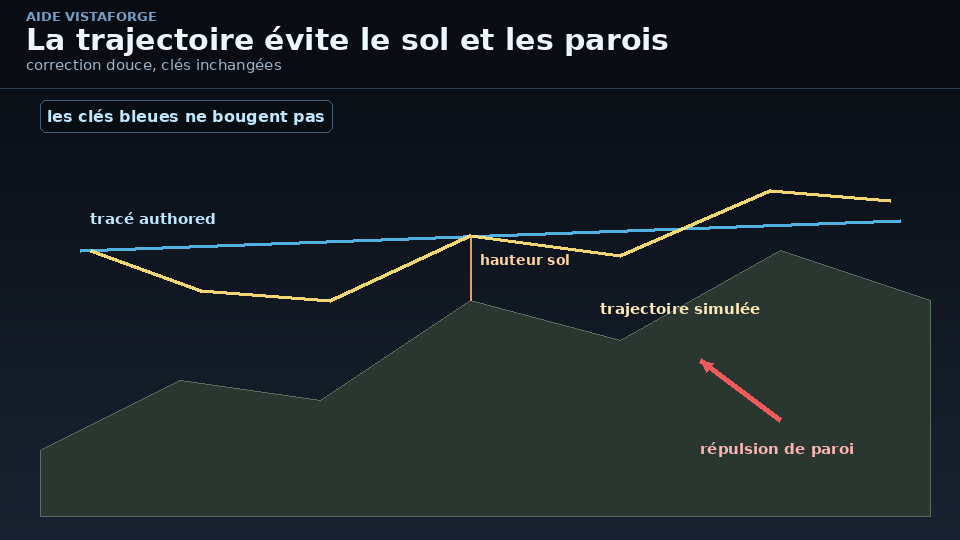 AIDE VISTAFORGE
La trajectoire évite le sol et les parois
correction douce, clés inchangées
les clés bleues ne bougent pas
tracé authored
hauteur sol
trajectoire simulée
répulsion de paroi